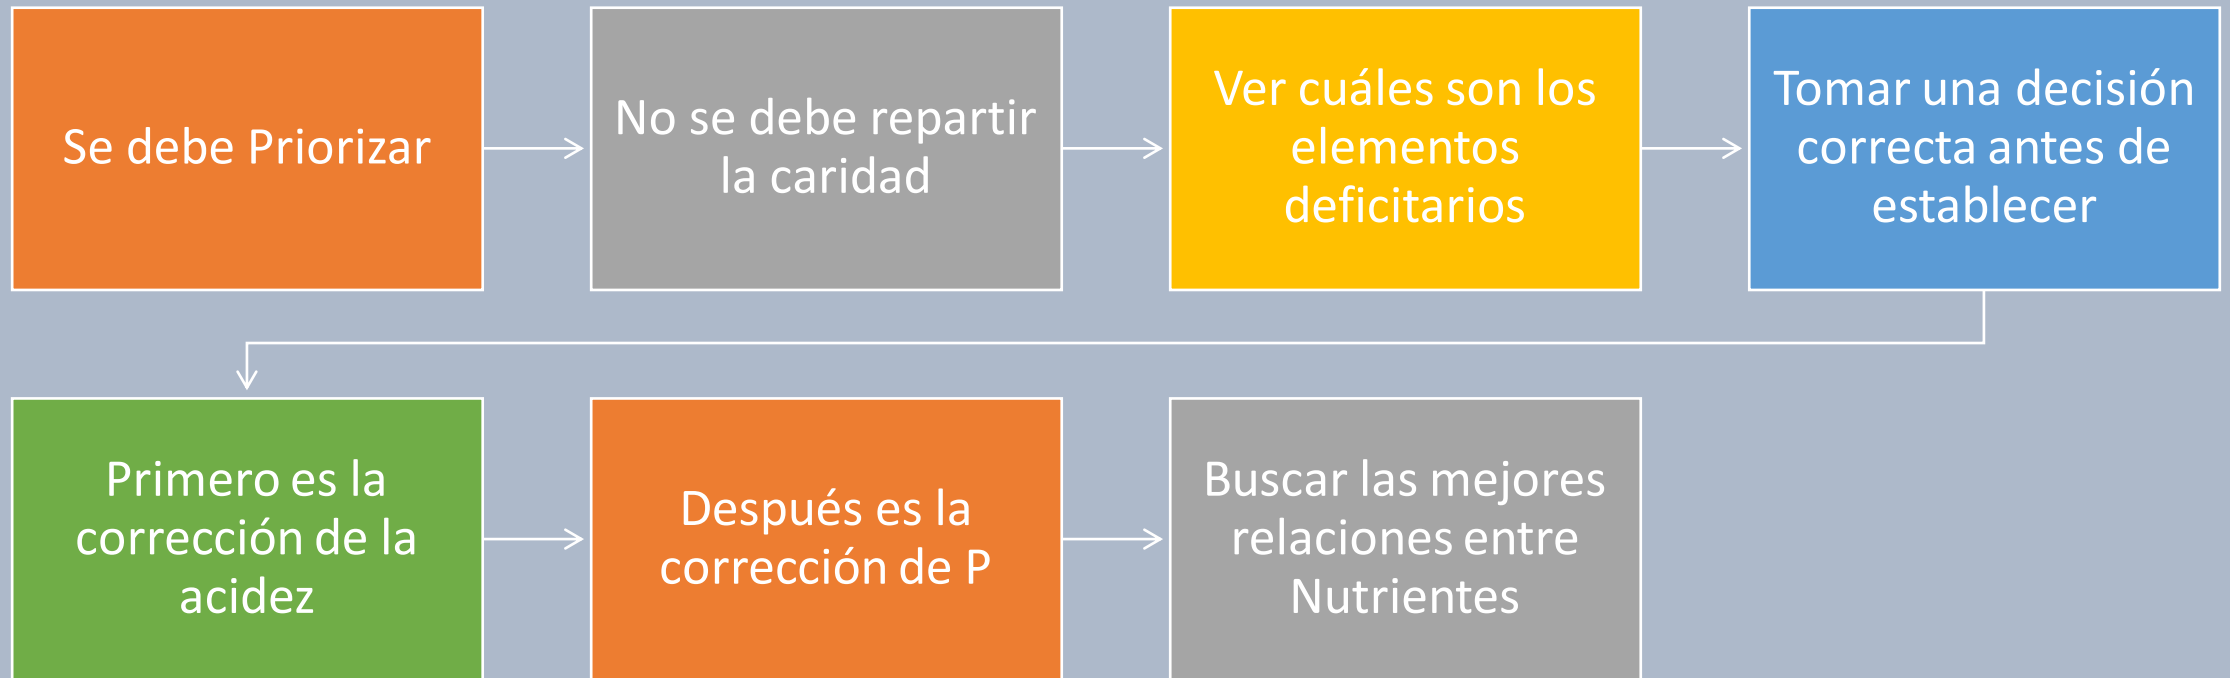 Se debe Priorizar
No se debe repartir
la caridad
Ver cuáles son los
elementos
deficitarios
Tomar una decisión
correcta antes de
establecer
Primero es la
corrección de la
acidez
Después es la
corrección de P
Buscar las mejores
relaciones entre
Nutrientes